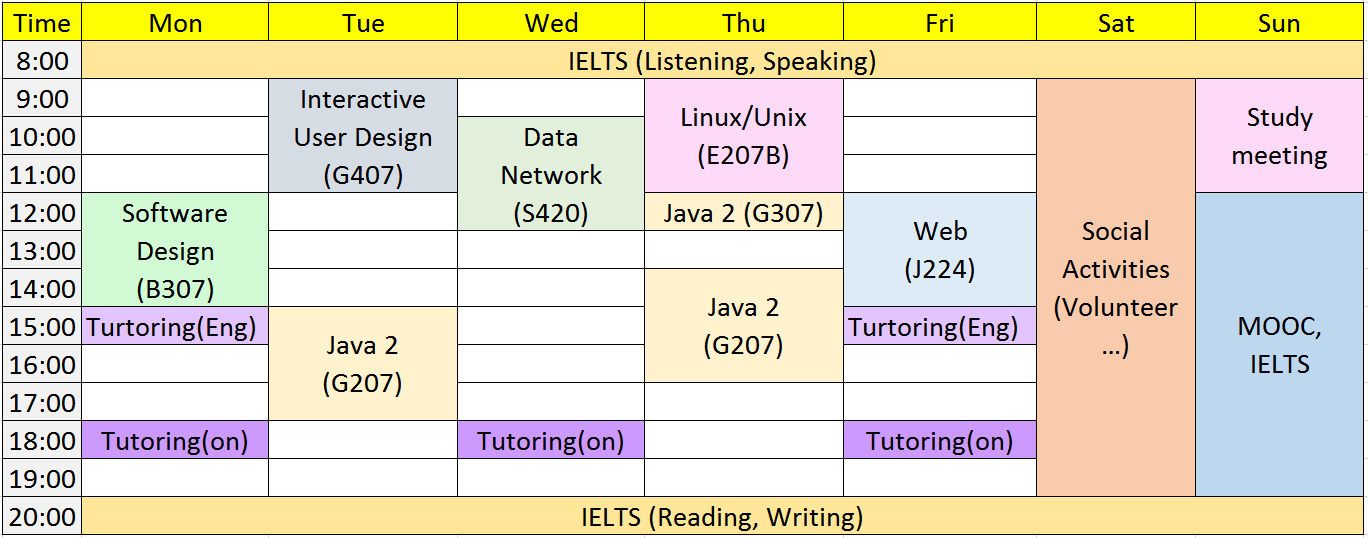 Time Mon Tue Wed Thu Fri Sat Sun
8:00 IELTS (Listening, Speaking)
9:00
10:00
11:00
12:00
13:00
14:00
15:00
16:00
17:00
18:00
19:00
20:00 IELTS (Reading, Writing)
Software
Design
(B307)
Turtoring(Eng)
Tutoring(on)
Interactive
User Design
(G407)
Java 2
(G207)
Data
Network
(S420)
Tutoring(on)
Linux/Unix
(E207B)
Java 2 (G307)
Java 2
(G207)
Web
(J224)
Turtoring(Eng)
Tutoring(on)
Social
Activities
(Volunteer
...)
Study
meeting
MOOC,
IELTS